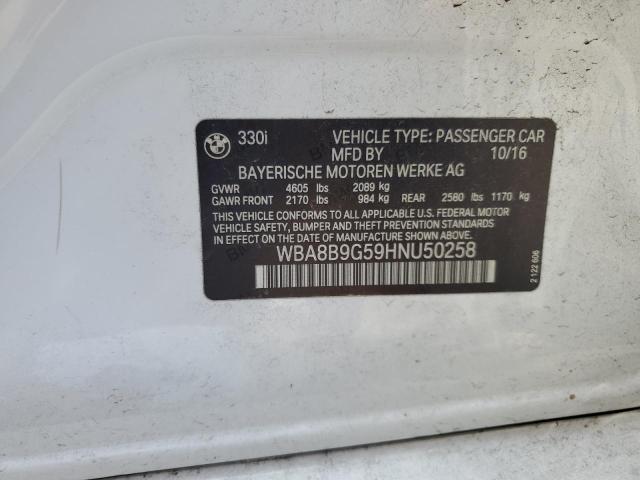 330i VEHICLE TYPE: PASSENGER CAR
MFD BY 10/16
BAYERISCHE MOTOREN WERKE AG
GVWR 4605 lbs 2089 kg
GAWR FRONT 2170 lbs 984 kg REAR 2580 lbs 1170 kg
THIS VEHICLE CONFORMS TO ALL APPLICABLE U.S. FEDERAL MOTOR
VEHICLE SAFETY, BUMPER AND THEFT PREVENTION STANDARDS IN
EFFECT ON THE DATE OF MANUFACTURE SHOWN ABOVE.
WBA8B9G59HNU50258
2 122 606